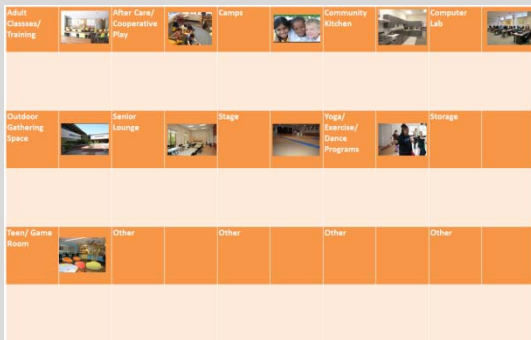 Adult
Classes/
Training
After Care/
Cooperative
Play
Camps
Community
Kitchen
Computer
Lab
Outdoor
Gathering
Space
Senior
Lounge
Stage
Yoga/
Exercise/
Dance
Programs
Storage
Teen/ Game
Room
Other
Other
Other
Other